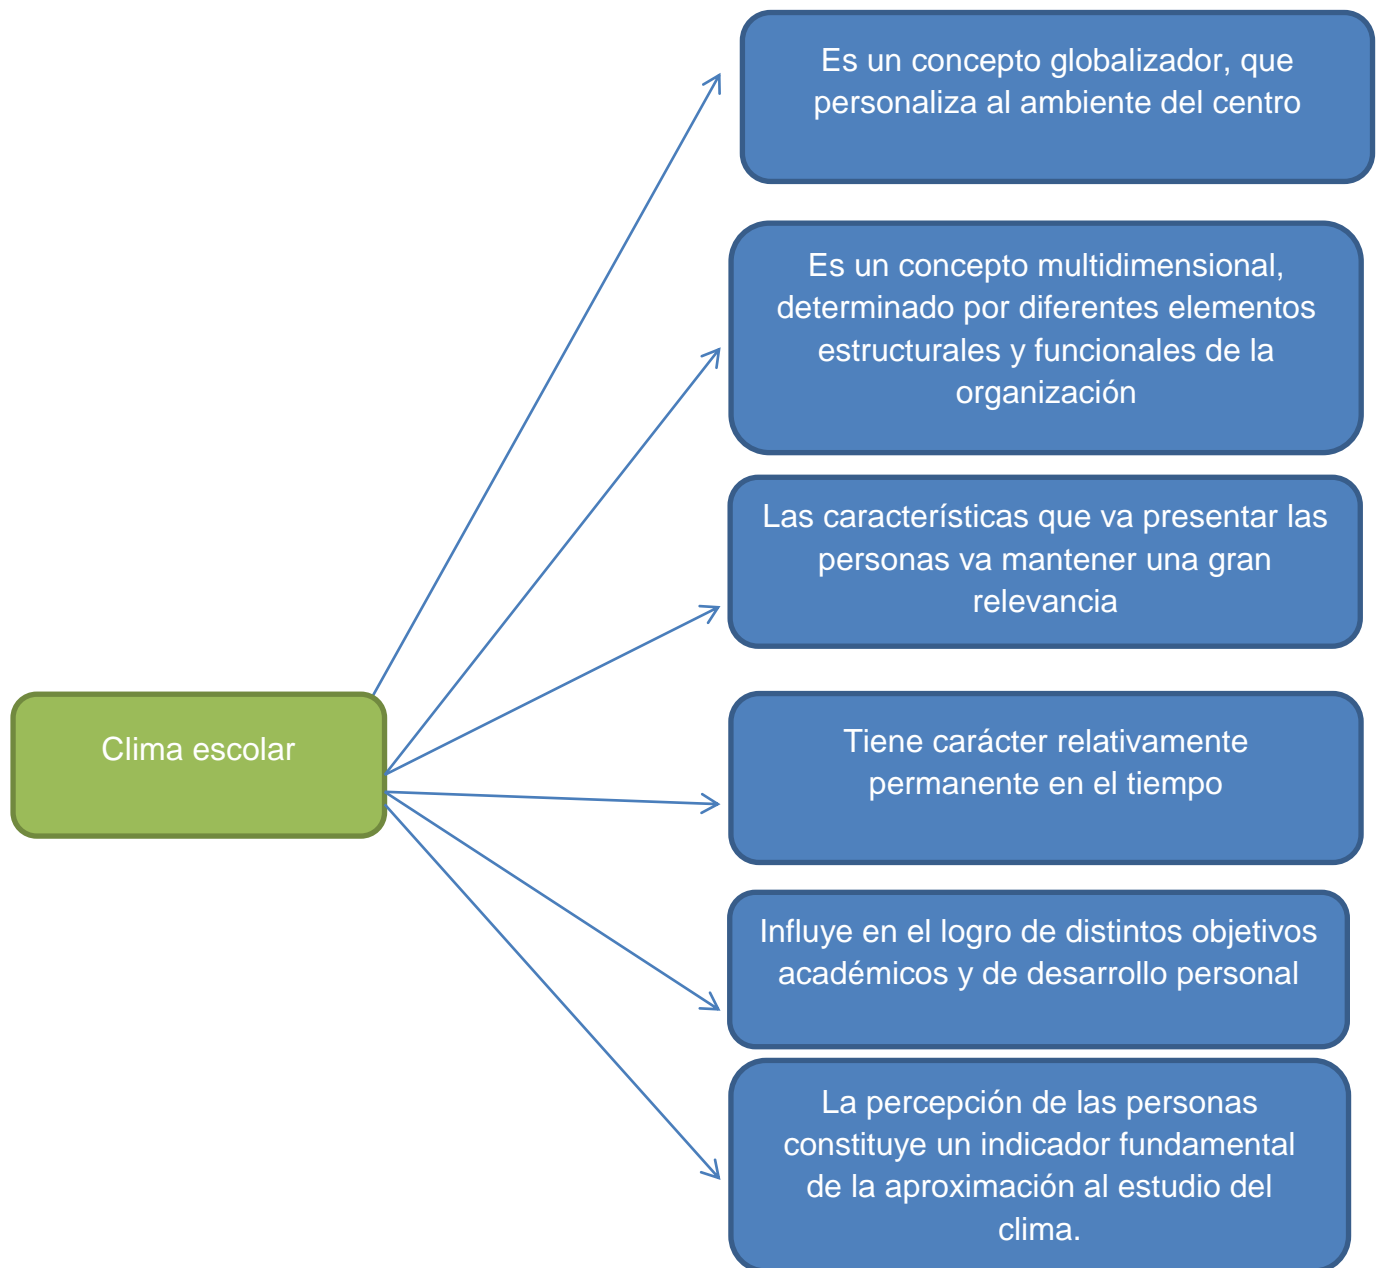 Es un concepto globalizador, que
personaliza al ambiente del centro
Es un concepto multidimensional,
determinado por diferentes elementos
estructurales y funcionales de la
organización
Las características que va presentar las
personas va mantener una gran
relevancia
Clima escolar
Tiene carácter relativamente
permanente en el tiempo
Influye en el logro de distintos objetivos
académicos y de desarrollo personal
La percepción de las personas
constituye un indicador fundamental
de la aproximación al estudio del
clima.